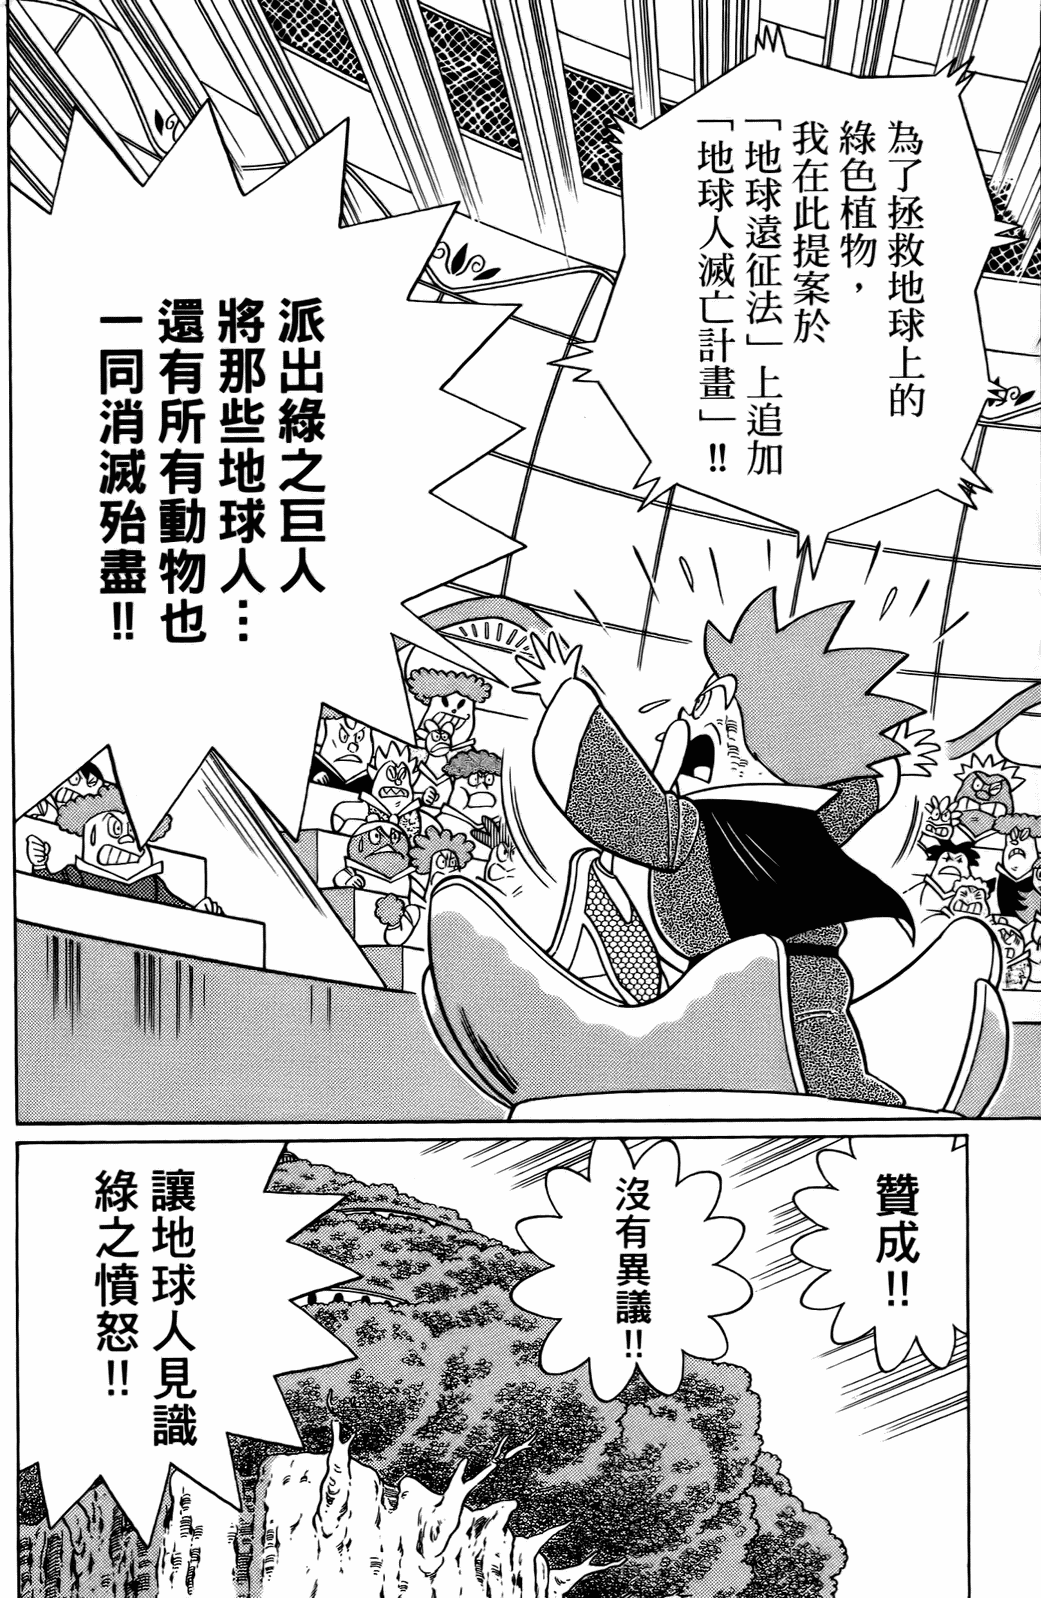 為了拯救地球上的
綠色植物，
我在此提案於
「地球遠征法」上追加
「地球人滅亡計畫」!!
派出綠之巨人
將那些地球人…
還有所有動物也
一同消滅殆盡!!
贊成!!
沒有異議!!
讓地球人見識
綠之憤怒!!